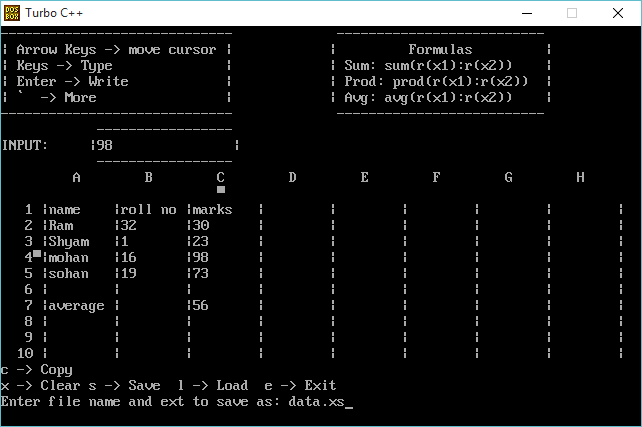 DOS BOX Turbo C++
-----------------------------    --------------------------
¦ Arrow Keys -> move cursor ¦    ¦ Formulas ¦
¦ Keys -> Type ¦    ¦ Sum: sum(r(x1):r(x2)) ¦
¦ Enter -> Write ¦    ¦ Prod: prod(r(x1):r(x2)) ¦
¦ ` -> More ¦    ¦ Avg: avg(r(x1):r(x2)) ¦
-----------------------------    --------------------------
-----------------
INPUT: ¦98 ¦
-----------------
A B C D E F G H
1 ¦name ¦roll no ¦marks ¦ ¦ ¦ ¦ ¦ ¦
2 ¦Ram ¦32 ¦30 ¦ ¦ ¦ ¦ ¦ ¦
3 ¦Shyam ¦1 ¦23 ¦ ¦ ¦ ¦ ¦ ¦
4 ¦mohan ¦16 ¦98 ¦ ¦ ¦ ¦ ¦ ¦
5 ¦sohan ¦19 ¦73 ¦ ¦ ¦ ¦ ¦ ¦
6 ¦ ¦ ¦ ¦ ¦ ¦ ¦ ¦ ¦
7 ¦average ¦ ¦56 ¦ ¦ ¦ ¦ ¦ ¦
8 ¦ ¦ ¦ ¦ ¦ ¦ ¦ ¦ ¦
9 ¦ ¦ ¦ ¦ ¦ ¦ ¦ ¦ ¦
10 ¦ ¦ ¦ ¦ ¦ ¦ ¦ ¦ ¦
c -> Copy
x -> Clear s -> Save l -> Load e -> Exit
Enter file name and ext to save as: data.xs_